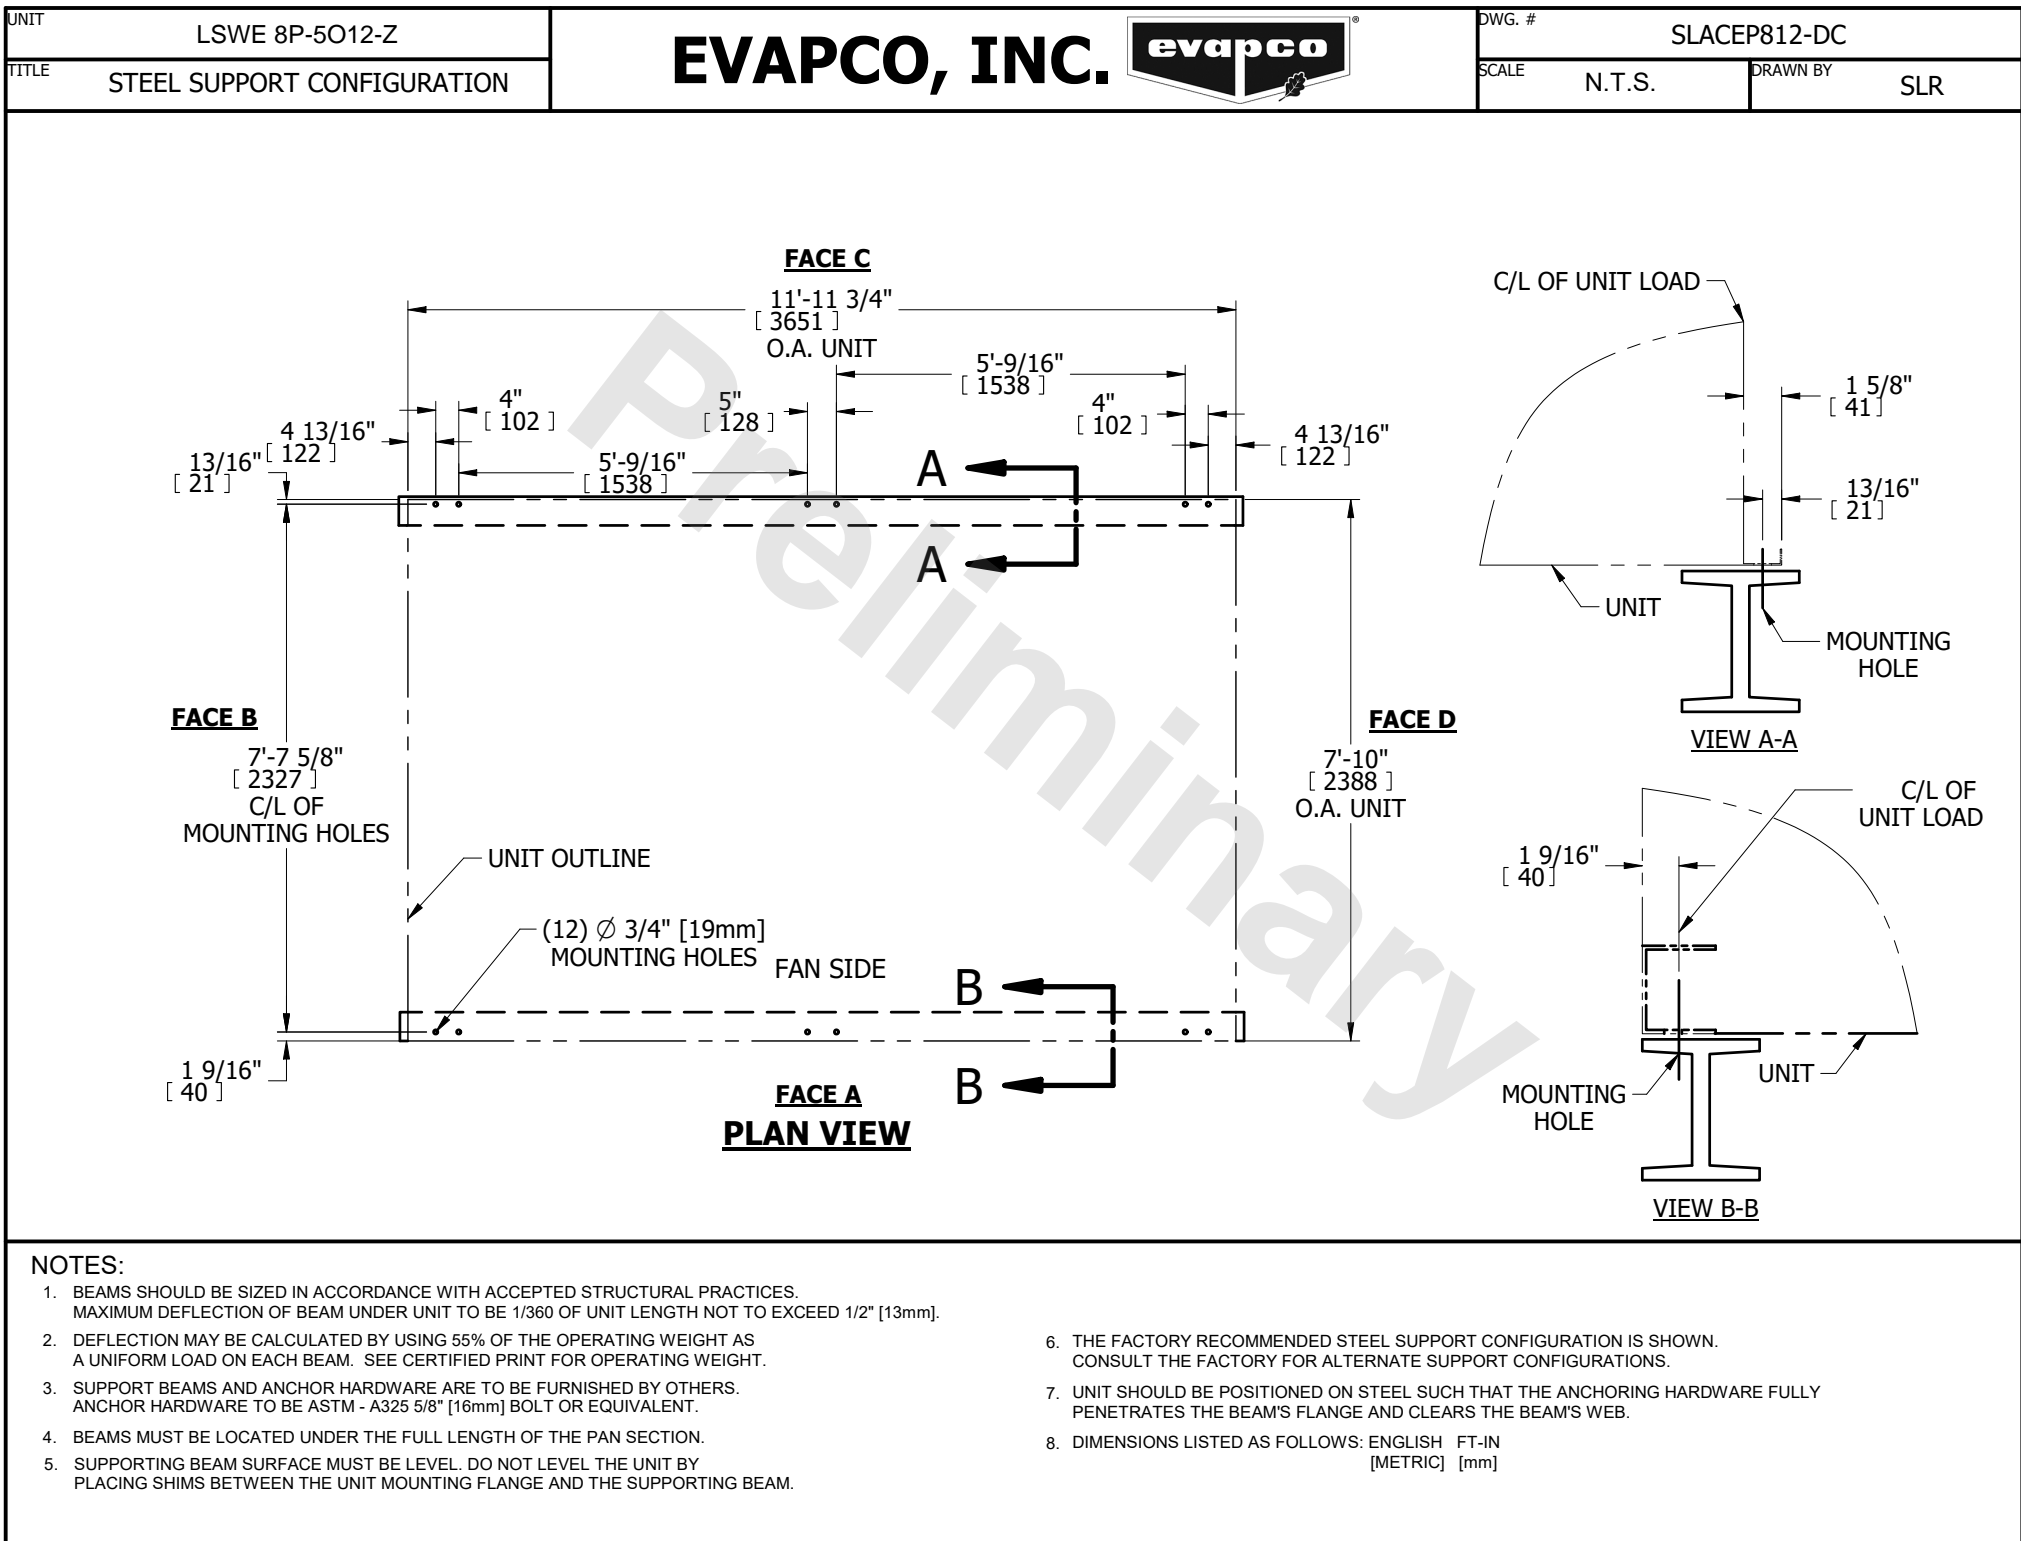 UNIT
LSWE 8P-5O12-Z
TITLE
STEEL SUPPORT CONFIGURATION
EVAPCO, INC.
evapco
®
DWG. #
SLACEP812-DC
SCALE
N.T.S.
DRAWN BY
SLR
FACE C
11'-11 3/4"
[ 3651 ]
O.A. UNIT
5'-9/16"
[ 1538 ]
4"
[ 102 ]
5"
[ 128 ]
4"
[ 102 ]
4 13/16"
[ 122 ]
4 13/16"
[ 122 ]
13/16"
[ 21 ]
5'-9/16"
[ 1538 ]
A
A
FACE B
7'-7 5/8"
[ 2327 ]
C/L OF
MOUNTING HOLES
FACE D
7'-10"
[ 2388 ]
O.A. UNIT
UNIT OUTLINE
(12) Ø 3/4" [19mm]
MOUNTING HOLES
FAN SIDE
B
B
1 9/16"
[ 40 ]
FACE A
PLAN VIEW
Preliminary
C/L OF UNIT LOAD
1 5/8"
[ 41 ]
13/16"
[ 21 ]
UNIT
MOUNTING
HOLE
VIEW A-A
C/L OF
UNIT LOAD
1 9/16"
[ 40 ]
UNIT
MOUNTING
HOLE
VIEW B-B
NOTES:
1. BEAMS SHOULD BE SIZED IN ACCORDANCE WITH ACCEPTED STRUCTURAL PRACTICES.
MAXIMUM DEFLECTION OF BEAM UNDER UNIT TO BE 1/360 OF UNIT LENGTH NOT TO EXCEED 1/2" [13mm].
2. DEFLECTION MAY BE CALCULATED BY USING 55% OF THE OPERATING WEIGHT AS
A UNIFORM LOAD ON EACH BEAM. SEE CERTIFIED PRINT FOR OPERATING WEIGHT.
3. SUPPORT BEAMS AND ANCHOR HARDWARE ARE TO BE FURNISHED BY OTHERS.
ANCHOR HARDWARE TO BE ASTM - A325 5/8" [16mm] BOLT OR EQUIVALENT.
4. BEAMS MUST BE LOCATED UNDER THE FULL LENGTH OF THE PAN SECTION.
5. SUPPORTING BEAM SURFACE MUST BE LEVEL. DO NOT LEVEL THE UNIT BY
PLACING SHIMS BETWEEN THE UNIT MOUNTING FLANGE AND THE SUPPORTING BEAM.
6. THE FACTORY RECOMMENDED STEEL SUPPORT CONFIGURATION IS SHOWN.
CONSULT THE FACTORY FOR ALTERNATE SUPPORT CONFIGURATIONS.
7. UNIT SHOULD BE POSITIONED ON STEEL SUCH THAT THE ANCHORING HARDWARE FULLY
PENETRATES THE BEAM'S FLANGE AND CLEARS THE BEAM'S WEB.
8. DIMENSIONS LISTED AS FOLLOWS: ENGLISH FT-IN
[METRIC] [mm]